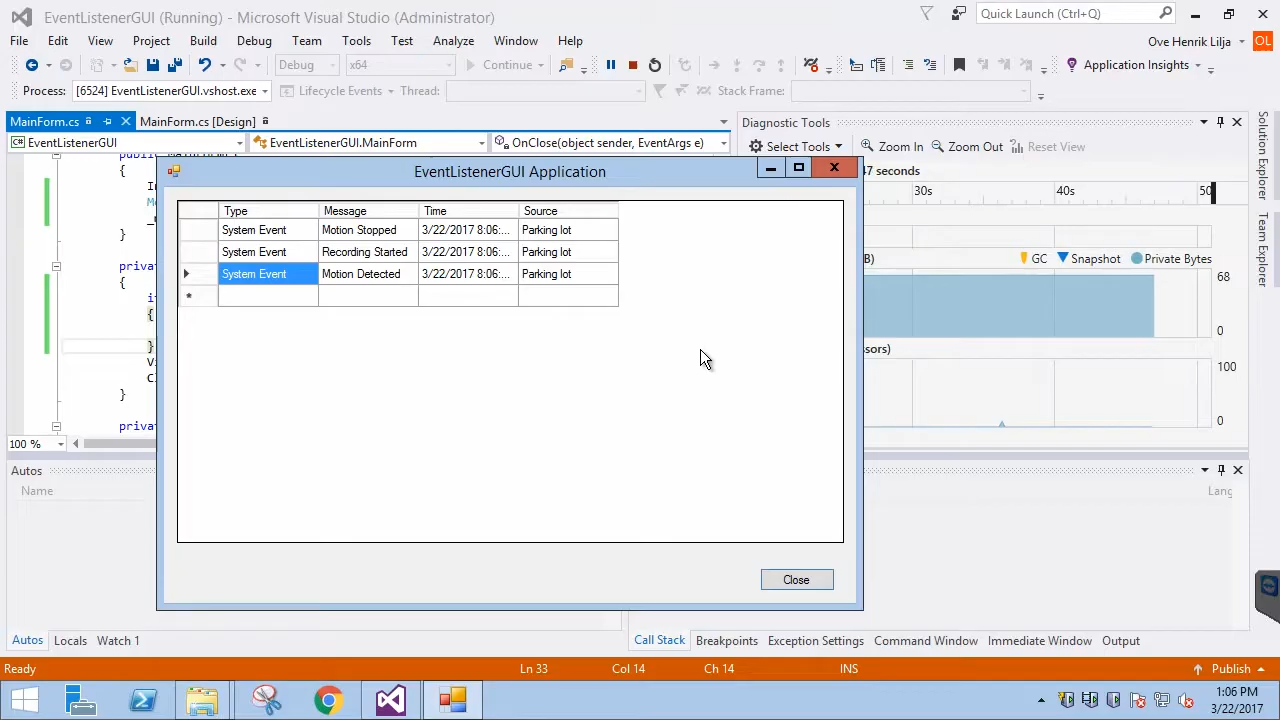 EventListenerGUI (Running) - Microsoft Visual Studio (Administrator)
Quick Launch (Ctrl+Q)
File Edit View Project Build Debug Team Tools Test Analyze Window Help
Ove Henrik Lilja
OL
Debug x64 Continue
Application Insights
Process: [6524] EventListenerGUI.vshost.exe Lifecycle Events Thread: Stack Frame:
MainForm.cs MainForm.cs [Design]
Diagnostic Tools
EventListenerGUI EventListenerGUI.MainForm OnClose(object sender, EventArgs e)
Select Tools Zoom In Zoom Out Reset View
EventListenerGUI Application
47 seconds
30s 40s 50
Type Message Time Source
System Event Motion Stopped 3/22/2017 8:06:... Parking lot
System Event Recording Started 3/22/2017 8:06:... Parking lot
System Event Motion Detected 3/22/2017 8:06:... Parking lot
*
{
}
{
{
}
}
GC Snapshot Private Bytes
68
0
100
0
100 %
Close
Solution Explorer
Team Explorer
Autos
Name
Lang
Autos Locals Watch 1
Call Stack Breakpoints Exception Settings Command Window Immediate Window Output
Ready Ln 33 Col 14 Ch 14 INS Publish
1:06 PM
3/22/2017